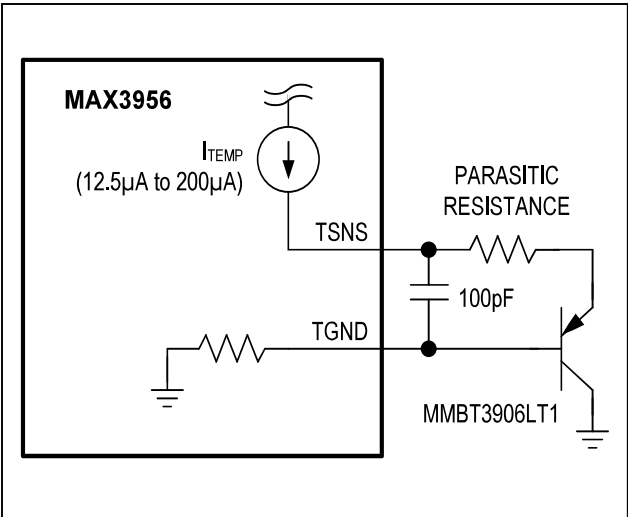 MAX3956
ITEMP
(12.5µA to 200µA)
PARASITIC
RESISTANCE
TSNS
100pF
TGND
MMBT3906LT1